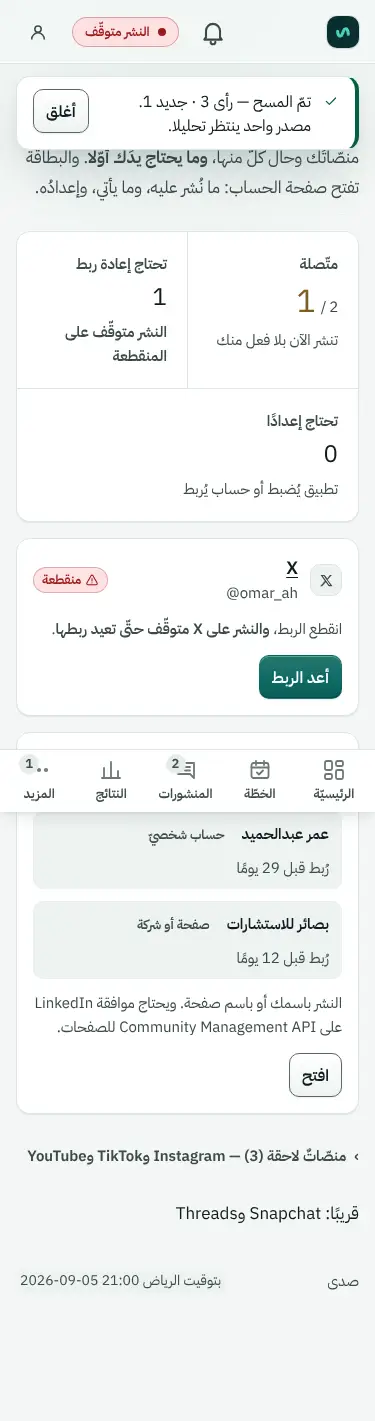 النشر متوقّف
تمّ المسح — رأى 3 · جديد 1.
مصدر واحد ينتظر تحليلا.
أغلق
منصّاتك وحال كلّ منها، وما يحتاج يدَك أوّلا. والبطاقة
تفتح صفحة الحساب: ما نُشر عليه، وما يأتي، وإعدادُه.
متّصلة
1 / 2
تنشر الآن بلا فعل منك
تحتاج إعادة ربط
1
النشر متوقّف على
المنقطعة
تحتاج إعدادًا
0
تطبيق يُضبط أو حساب يُربط
X
@omar_ah
منقطعة
انقطع الربط، والنشر على X متوقّف حتّى تعيد ربطها.
أعد الربط
الرئيسيّة
الخطّة
2
المنشورات
النتائج
1
المزيد
عمر عبدالحميد حساب شخصيّ
رُبط قبل 29 يومًا
بصائر للاستشارات صفحة أو شركة
رُبط قبل 12 يومًا
النشر باسمك أو باسم صفحة. ويحتاج موافقة LinkedIn
على Community Management API للصفحات.
افتح
‹ منصّاتٌ لاحقة (3) — Instagram وTikTok وYouTube
قريبًا: Snapchat وThreads
صدى
بتوقيت الرياض 21:00 2026-09-05